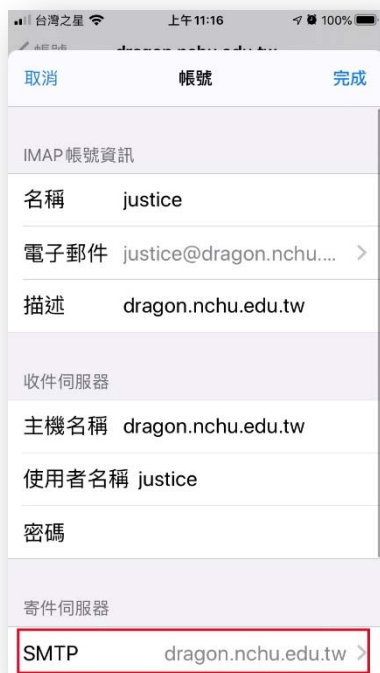 台灣之星 上午11:16 100%
取消 帳號 完成
IMAP帳號資訊
名稱 justice
電子郵件 justice@dragon.nchu....
描述 dragon.nchu.edu.tw
收件伺服器
主機名稱 dragon.nchu.edu.tw
使用者名稱 justice
密碼
寄件伺服器
SMTP dragon.nchu.edu.tw